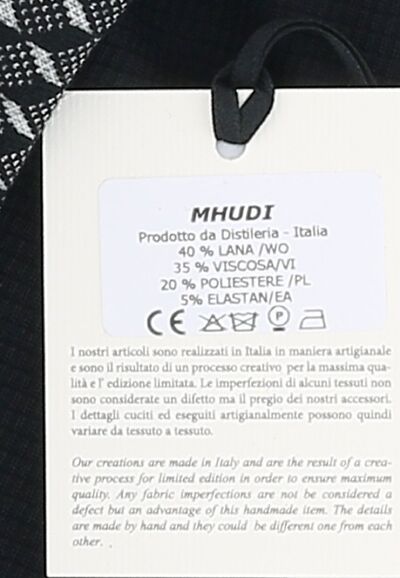 MHUDI
Prodotto da Distileria - Italia
40 % LANA /WO
35 % VISCOSA/VI
20 % POLIESTERE /PL
5% ELASTAN/EA
CE P
I nostri articoli sono realizzati in Italia in maniera artigianale
e sono il risultato di un processo creativo per la massima qua-
lità e l' edizione limitata. Le imperfezioni di alcuni tessuti non
sono considerate un difetto ma il pregio dei nostri accessori.
I dettagli cuciti ed eseguiti artigianalmente possono quindi
variare da tessuto a tessuto.
Our creations are made in Italy and are the result of a crea-
tive process for limited edition in order to ensure maximum
quality. Any fabric imperfections are not be considered a
defect but an advantage of this handmade item. The details
are made by hand and they could be different one from each
other. .